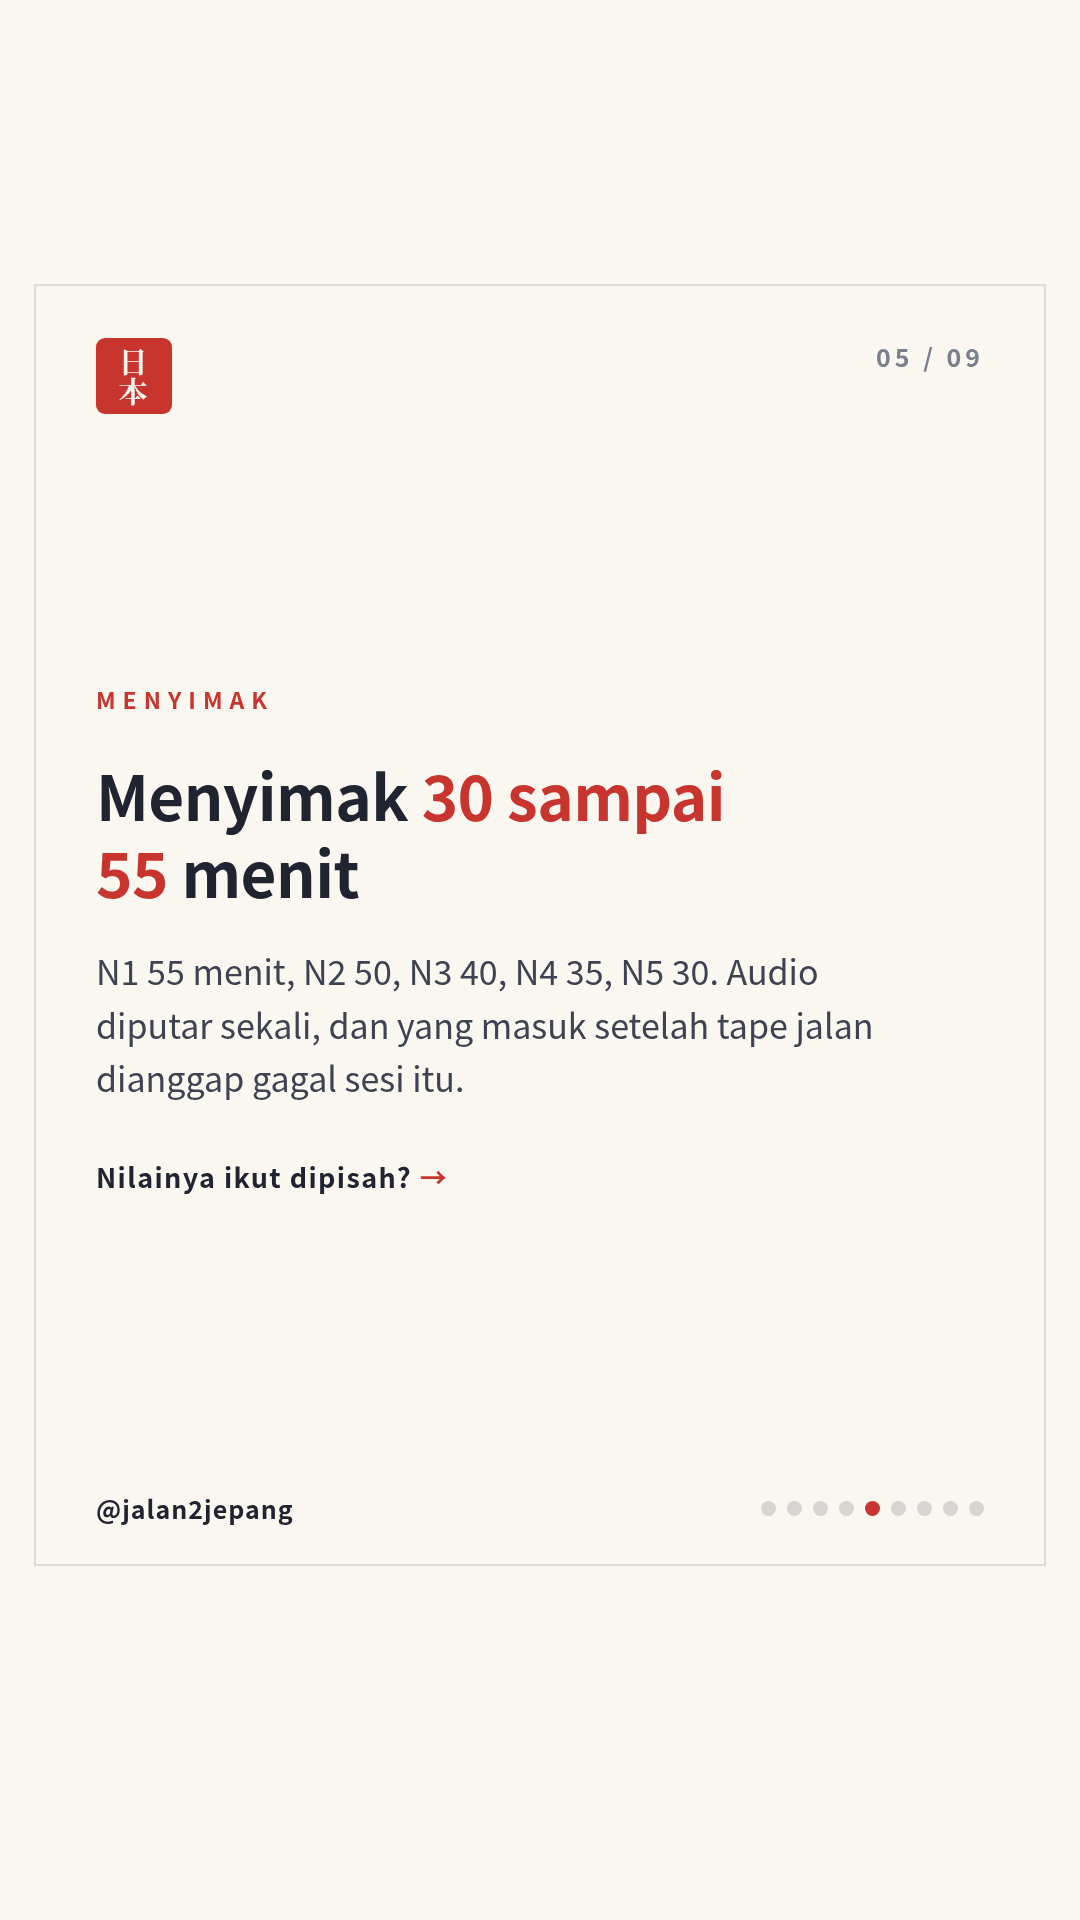 日本
05 / 09
MENYIMAK
Menyimak 30 sampai
55 menit
N1 55 menit, N2 50, N3 40, N4 35, N5 30. Audio
diputar sekali, dan yang masuk setelah tape jalan
dianggap gagal sesi itu.
Nilainya ikut dipisah? →
@jalan2jepang